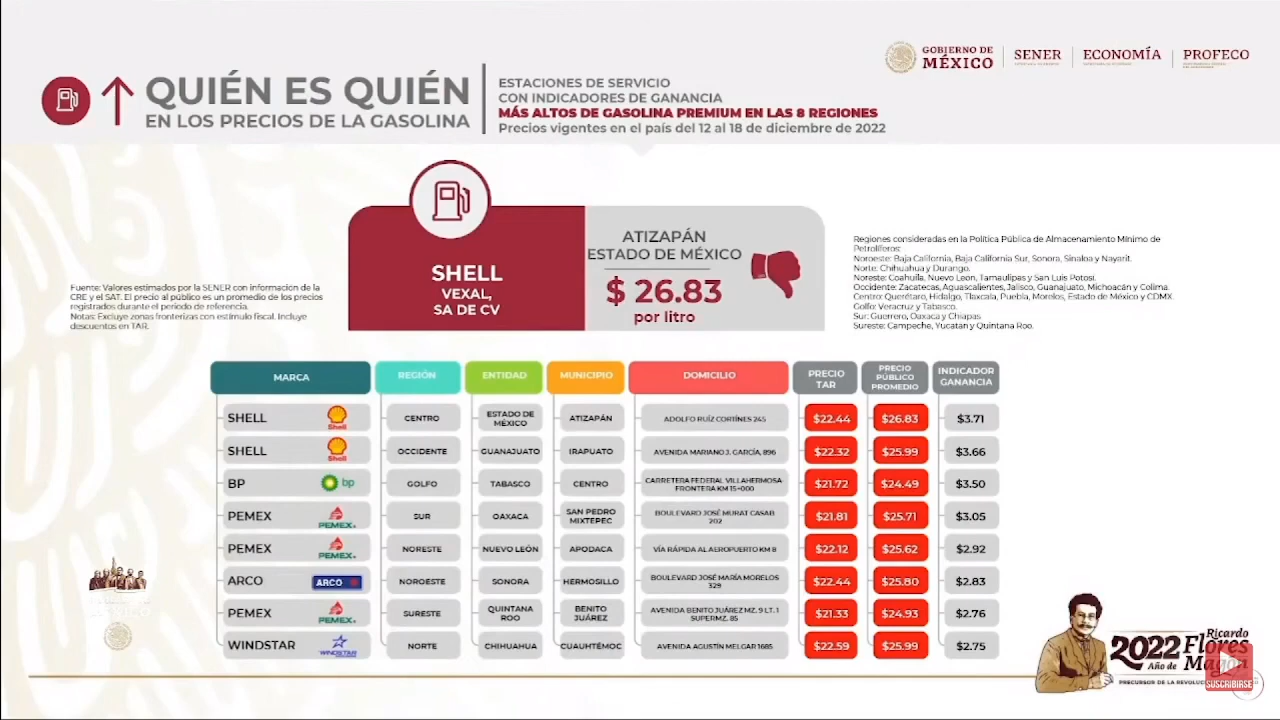 GOBIERNO DE
MÉXICO
SENER
ECONOMÍA
PROFECO
QUIÉN ES QUIÉN
EN LOS PRECIOS DE LA GASOLINA
ESTACIONES DE SERVICIO
CON INDICADORES DE GANANCIA
MÁS ALTOS DE GASOLINA PREMIUM EN LAS 8 REGIONES
Precios vigentes en el país del 12 al 18 de diciembre de 2022
SHELL
VEXAL,
SA DE CV
ATIZAPÁN
ESTADO DE MÉXICO
$ 26.83
por litro
Fuente: Valores estimados por la SENER con información de la
CRE y el SAT. El precio al público es un promedio de los precios
registrados durante el periodo de referencia.
Notas: Excluye zonas fronterizas con estímulo fiscal. Incluye
descuentos en TAR.
Regiones consideradas en la Política Pública de Almacenamiento Mínimo de
Petrolíferos:
Noroeste: Baja California, Baja California Sur, Sonora, Sinaloa y Nayarit.
Norte: Chihuahua y Durango.
Noreste: Coahuila, Nuevo León, Tamaulipas y San Luis Potosí.
Occidente: Zacatecas, Aguascalientes, Jalisco, Guanajuato, Michoacán y Colima.
Centro: Querétaro, Hidalgo, Tlaxcala, Puebla, Morelos, Estado de México y CDMX.
Golfo: Veracruz y Tabasco.
Sur: Guerrero, Oaxaca y Chiapas
Sureste: Campeche, Yucatán y Quintana Roo.
MARCA REGIÓN ENTIDAD MUNICIPIO DOMICILIO PRECIO TAR PRECIO PÚBLICO PROMEDIO INDICADOR GANANCIA
SHELL Shell CENTRO ESTADO DE MÉXICO ATIZAPÁN ADOLFO RUÍZ CORTÍNES 245 $22.44 $26.83 $3.71
SHELL Shell OCCIDENTE GUANAJUATO IRAPUATO AVENIDA MARIANO J. GARCÍA, 896 $22.32 $25.99 $3.66
BP bp GOLFO TABASCO CENTRO CARRETERA FEDERAL VILLAHERMOSA FRONTERA KM 15+000 $21.72 $24.49 $3.50
PEMEX PEMEX SUR OAXACA SAN PEDRO MIXTEPEC BOULEVARD JOSÉ MURAT CASAB 202 $21.81 $25.71 $3.05
PEMEX PEMEX NORESTE NUEVO LEÓN APODACA VÍA RÁPIDA AL AEROPUERTO KM 8 $22.12 $25.62 $2.92
ARCO ARCO NOROESTE SONORA HERMOSILLO BOULEVARD JOSÉ MARÍA MORELOS 329 $22.44 $25.80 $2.83
PEMEX PEMEX SURESTE QUINTANA ROO BENITO JUÁREZ AVENIDA BENITO JUÁREZ MZ. 9 LT. 1 SUPERMZ. 85 $21.33 $24.93 $2.76
WINDSTAR WINDSTAR NORTE CHIHUAHUA CUAUHTÉMOC AVENIDA AGUSTÍN MELGAR 1685 $22.59 $25.99 $2.75
2022 Ricardo
Flores
Año de Magón
PRECURSOR DE LA
SUSCRIBIRSE